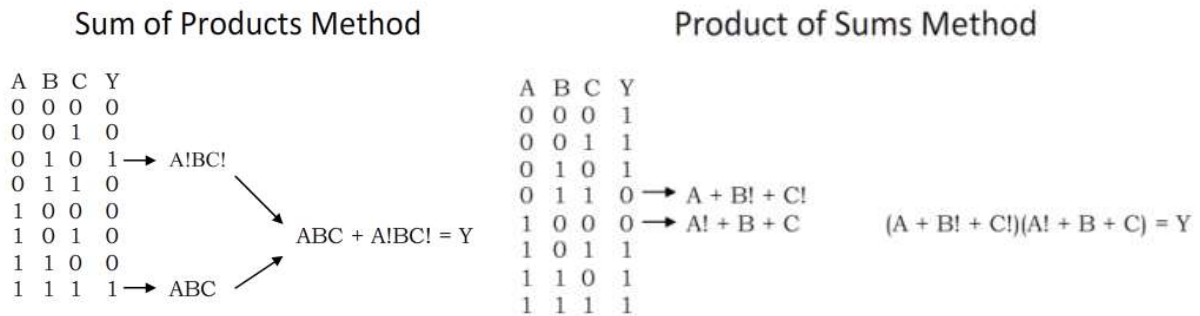 Sum of Products Method
A B C Y
0 0 0 0
0 0 1 0
0 1 0 1 → A!BC!
0 1 1 0
1 0 0 0
1 0 1 0
1 1 0 0
1 1 1 1 → ABC
ABC + A!BC! = Y
Product of Sums Method
A B C Y
0 0 0 1
0 0 1 1
0 1 0 1
0 1 1 0 → A + B! + C!
1 0 0 0 → A! + B + C
1 0 1 1
1 1 0 1
1 1 1 1
(A + B! + C!)(A! + B + C) = Y